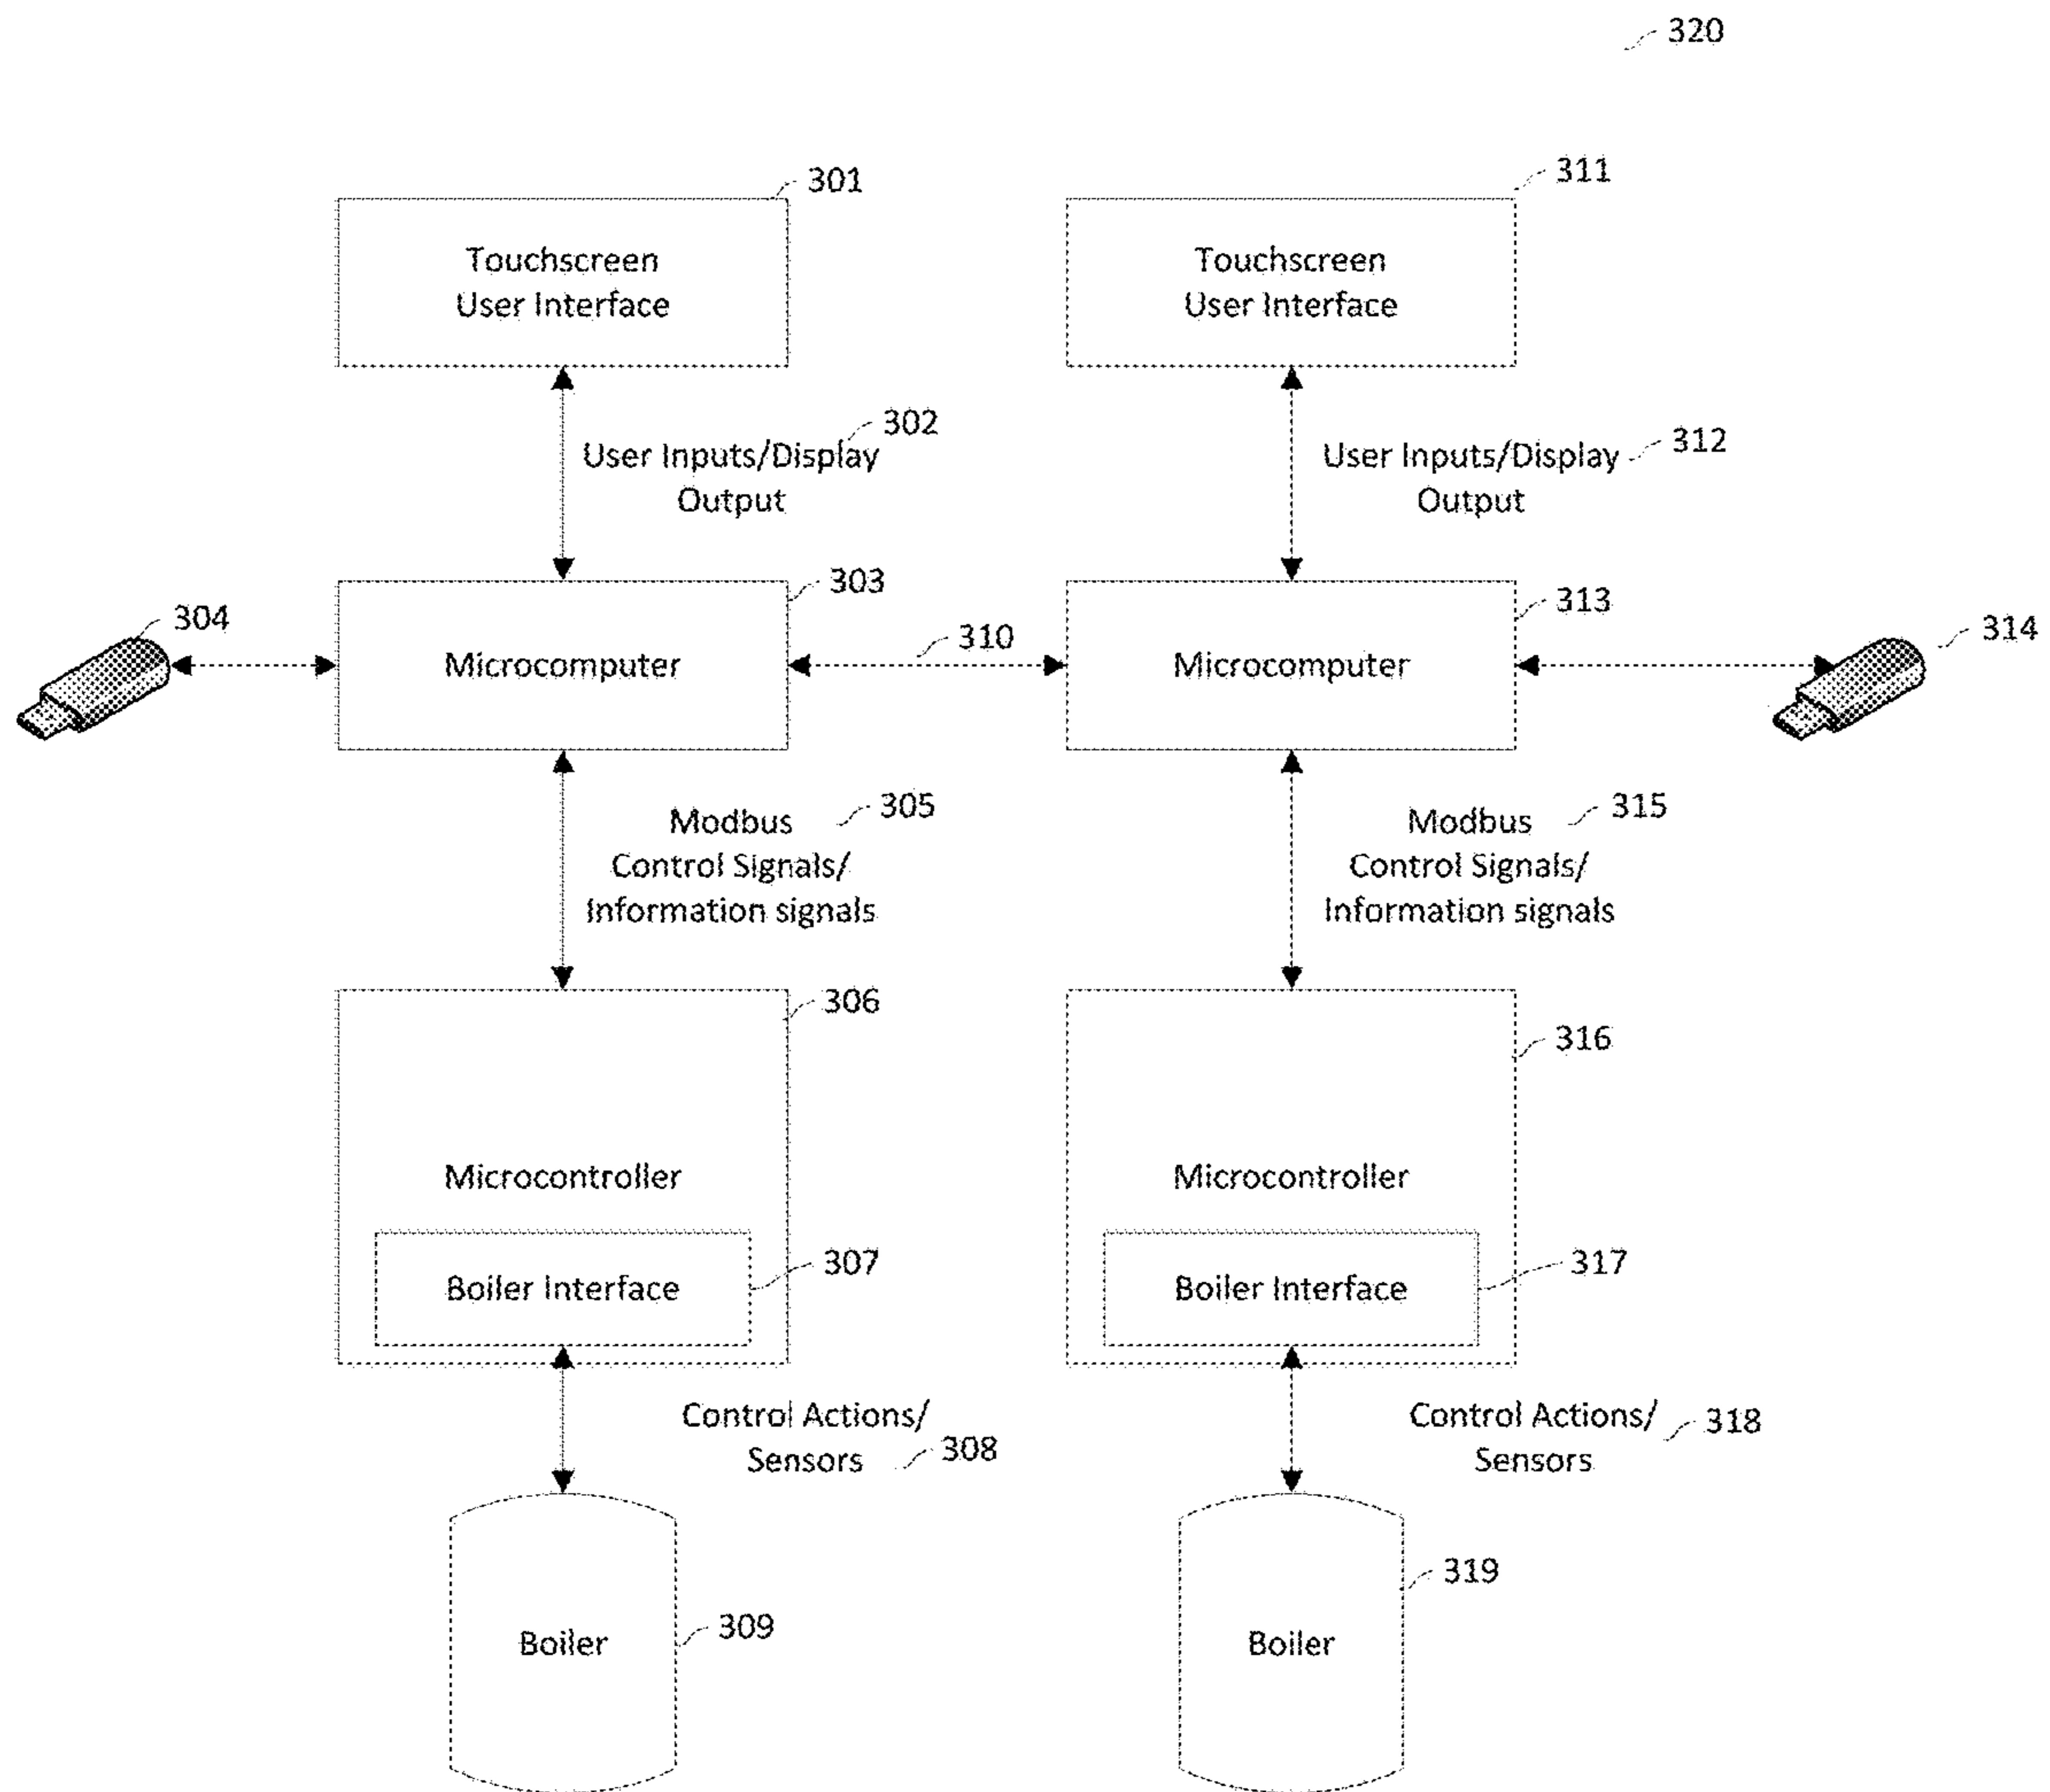 320
301
311
Touchscreen
User Interface
Touchscreen
User Interface
302
312
User Inputs/Display
Output
User Inputs/Display
Output
303
313
304
310
314
Microcomputer
Microcomputer
305
315
Modbus
Control Signals/
Information signals
Modbus
Control Signals/
Information signals
306
316
Microcontroller
Microcontroller
307
317
Boiler Interface
Boiler Interface
Control Actions/
Sensors
308
Control Actions/
Sensors
318
319
309
Boiler
Boiler